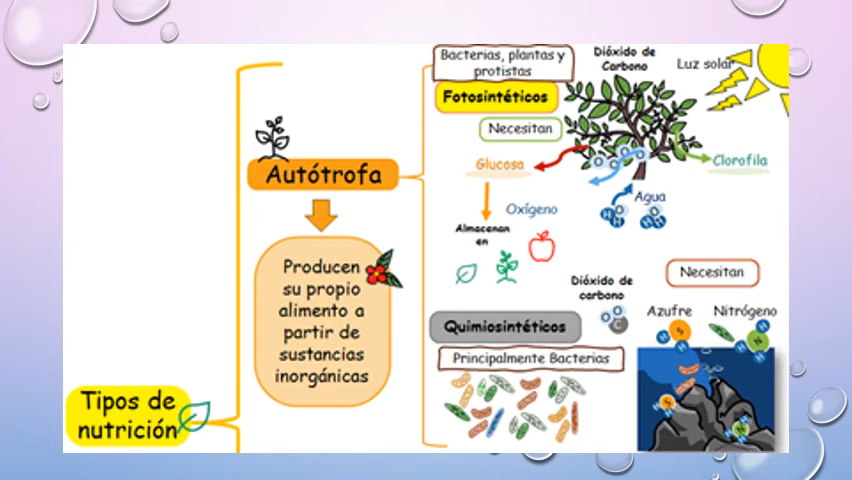 Bacterias, plantas y
protistas
Dióxido de
Carbono
Luz solar
Fotosintéticos
Necesitan
Glucosa
Clorofila
Autótrofa
Agua
Oxígeno
Almacenan
en
Producen
su propio
alimento a
partir de
sustancias
inorgánicas
Necesitan
Dióxido de
carbono
Azufre
Nitrógeno
Quimiosintéticos
Principalmente Bacterias
Tipos de
nutrición